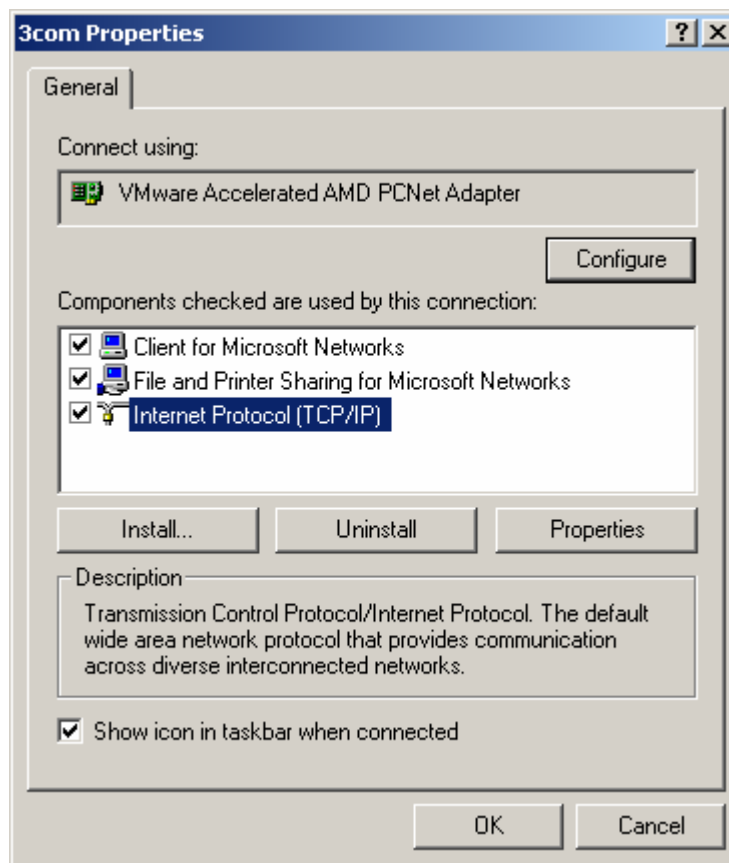 3com Properties
General
Connect using:
VMware Accelerated AMD PCNet Adapter
Configure
Components checked are used by this connection:
Client for Microsoft Networks
File and Printer Sharing for Microsoft Networks
Internet Protocol (TCP/IP)
Install... Uninstall Properties
Description
Transmission Control Protocol/Internet Protocol. The default
wide area network protocol that provides communication
across diverse interconnected networks.
Show icon in taskbar when connected
OK Cancel